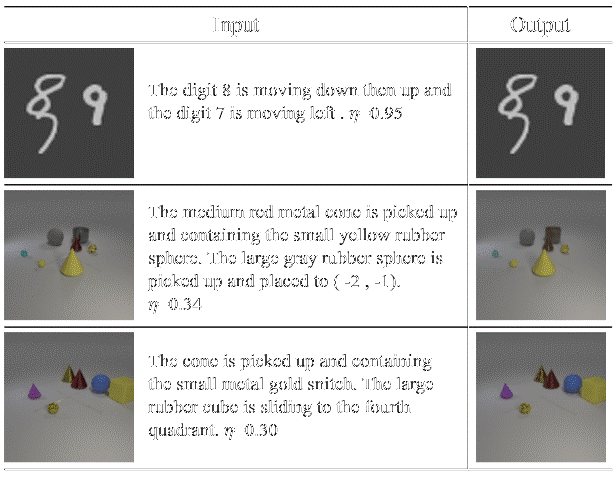 Input Output
The digit 8 is moving down then up and
the digit 7 is moving left . η 0.95
The medium red metal cone is picked up
and containing the small yellow rubber
sphere. The large gray rubber sphere is
picked up and placed to ( -2 , -1).
η 0.34
The cone is picked up and containing
the small metal gold snitch. The large
rubber cube is sliding to the fourth
quadrant. η 0.30